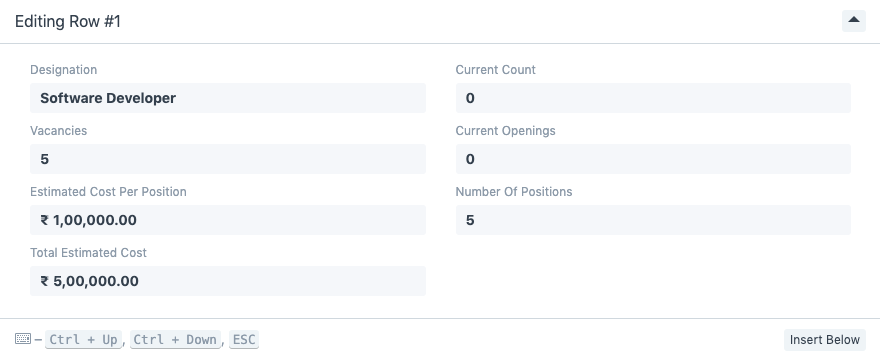 Editing Row #1
Designation
Software Developer
Current Count
0
Vacancies
5
Current Openings
0
Estimated Cost Per Position
₹ 1,00,000.00
Number Of Positions
5
Total Estimated Cost
₹ 5,00,000.00
– Ctrl + Up, Ctrl + Down, ESC
Insert Below